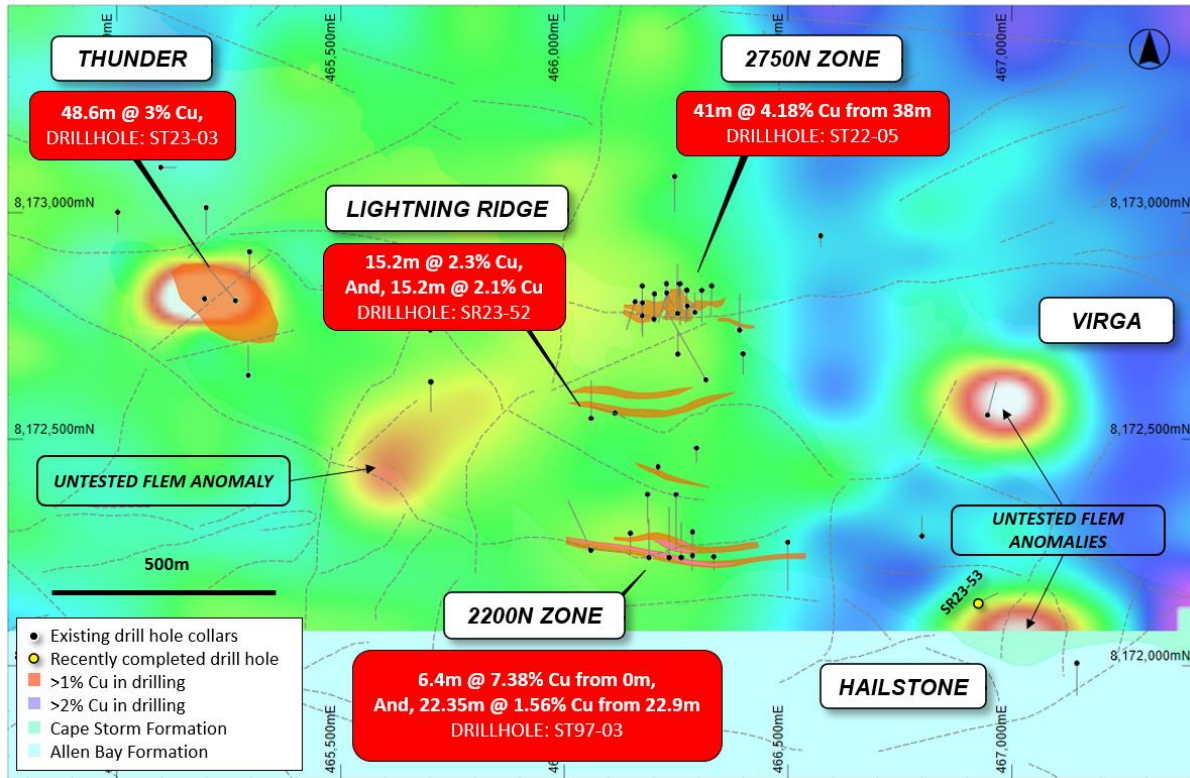 465,500mE
466,000mE
467,000mE
THUNDER
48.6m @ 3% Cu,
DRILLHOLE: ST23-03
2750N ZONE
41m @ 4.18% Cu from 38m
DRILLHOLE: ST22-05
8,173,000mN
8,173,000mN
LIGHTNING RIDGE
15.2m @ 2.3% Cu,
And, 15.2m @ 2.1% Cu
DRILLHOLE: SR23-52
VIRGA
8,172,500mN
8,172,500mN
UNTESTED FLEM ANOMALY
UNTESTED FLEM
ANOMALIES
500m
SR23-53
2200N ZONE
6.4m @ 7.38% Cu from 0m,
And, 22.35m @ 1.56% Cu from 22.9m
DRILLHOLE: ST97-03
HAILSTONE
8,172,000mN
Existing drill hole collars
Recently completed drill hole
>1% Cu in drilling
>2% Cu in drilling
Cape Storm Formation
Allen Bay Formation
465,500mE
466,000mE
466,500mE
467,000mE